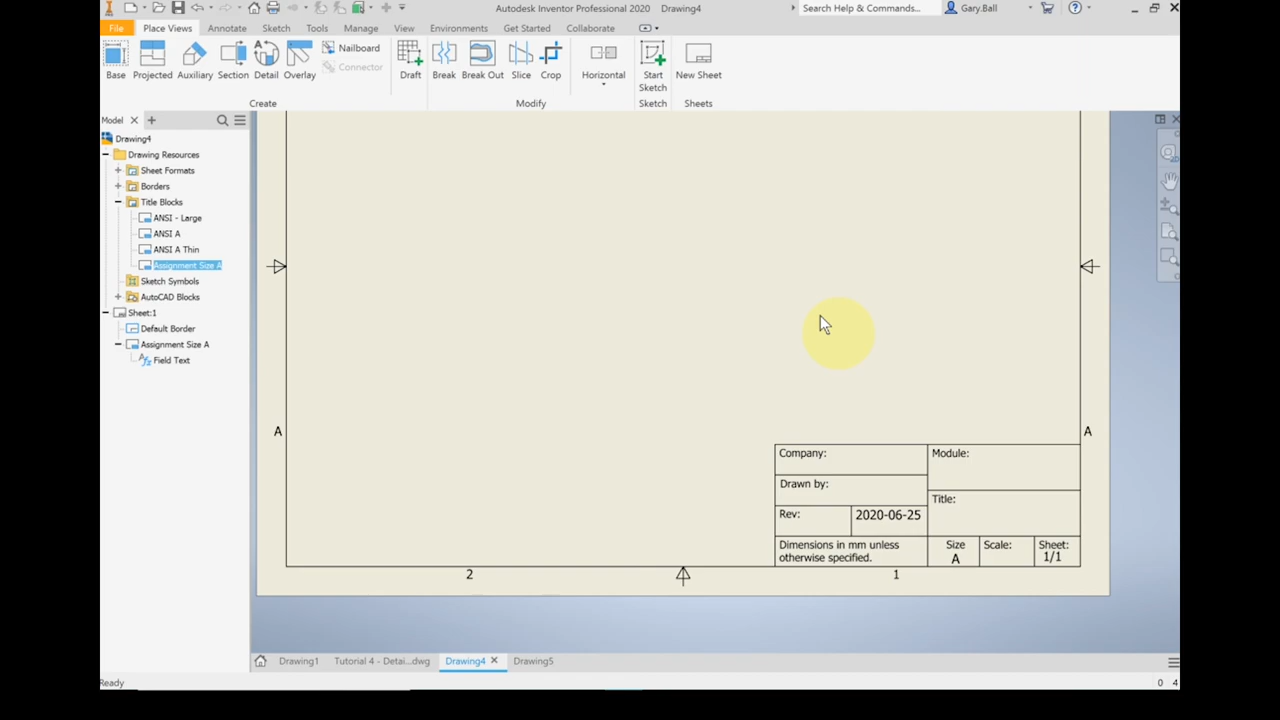 Autodesk Inventor Professional 2020 Drawing4
Search Help & Commands...
Gary.Ball
File Place Views Annotate Sketch Tools Manage View Environments Get Started Collaborate
Base Projected Auxiliary Section Detail Overlay
Nailboard
Connector
Draft
Break Break Out Slice Crop
Horizontal
Start
Sketch
New Sheet
Create Modify Sketch Sheets
Model
Drawing4
Drawing Resources
Sheet Formats
Borders
Title Blocks
ANSI - Large
ANSI A
ANSI A Thin
Assignment Size A
Sketch Symbols
AutoCAD Blocks
Sheet:1
Default Border
Assignment Size A
Field Text
A A
Company:
Module:
Drawn by:
Title:
Rev: 2020-06-25
Dimensions in mm unless
otherwise specified.
Size
A
Scale:
Sheet:
1/1
2 1
Drawing1 Tutorial 4 - Detai...dwg Drawing4 Drawing5
Ready 0 4